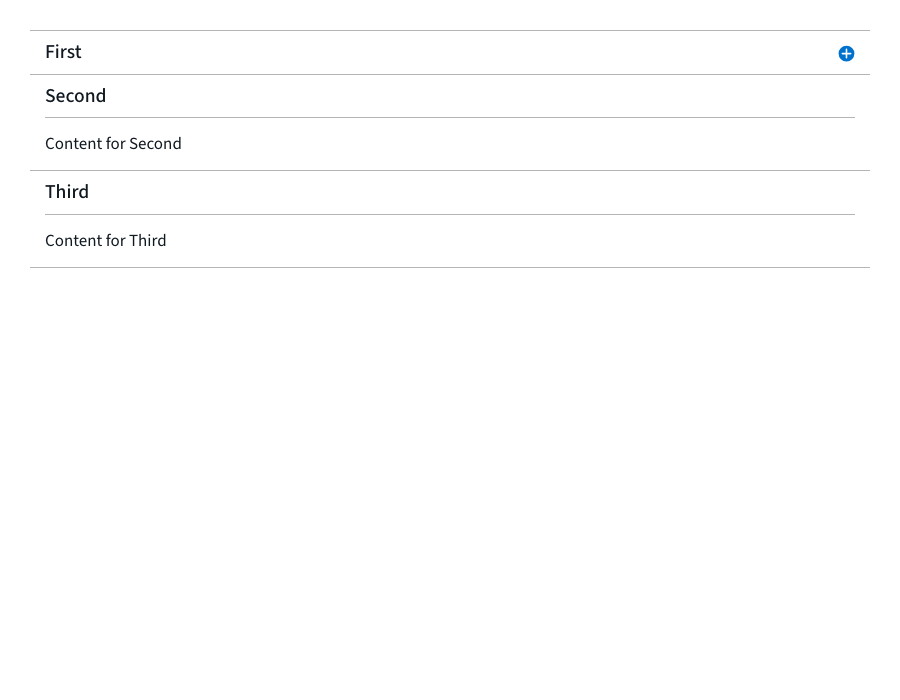 First
Second
Content for Second
Third
Content for Third